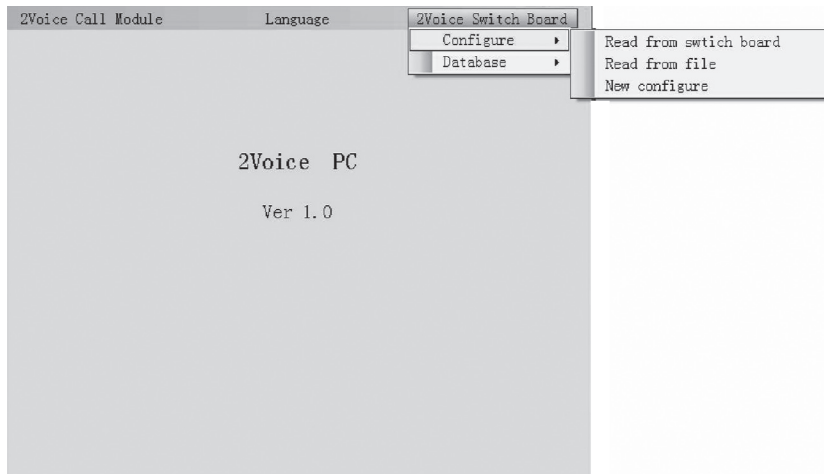 2Voice Call Module Language 2Voice Switch Board
Configure
Database
Read from swtich board
Read from file
New configure
2Voice PC
Ver 1.0